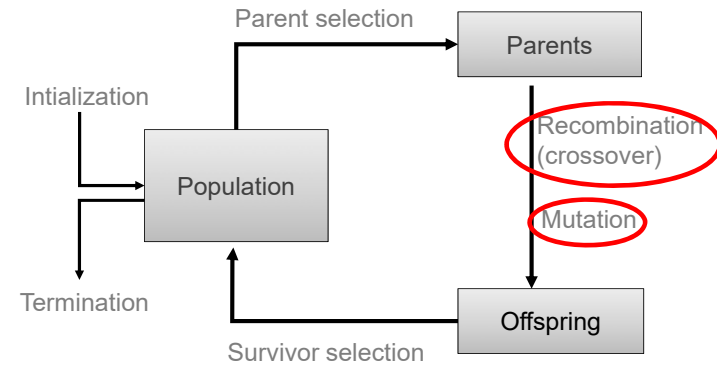 Parent selection
Parents
Intialization
Recombination
(crossover)
Population
Mutation
Termination
Offspring
Survivor selection